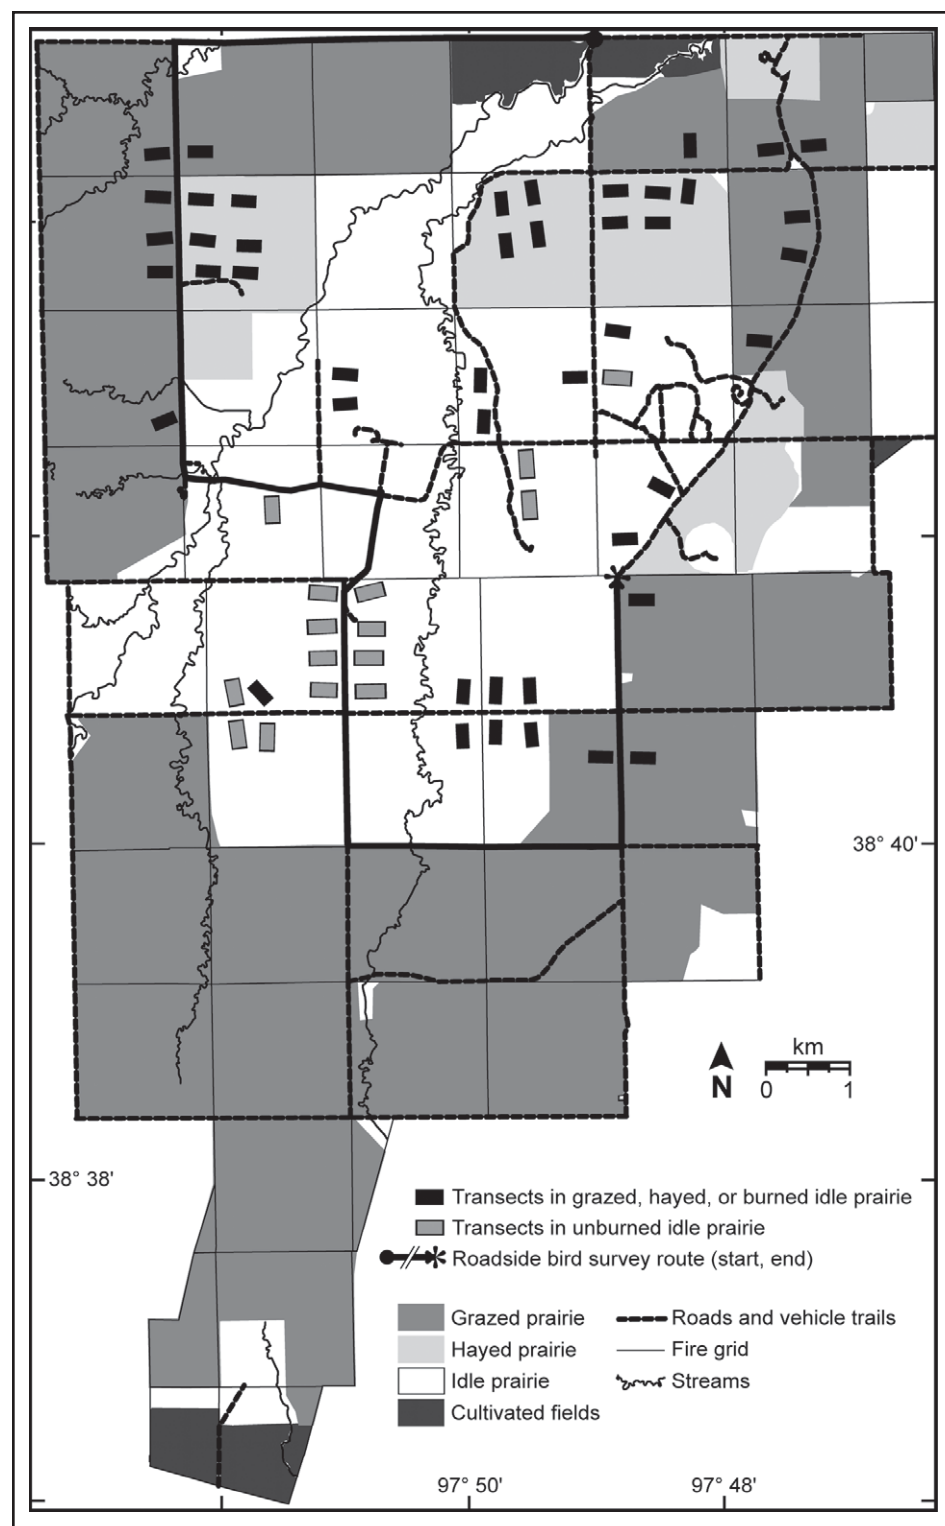 38° 40'
km
N
0 1
38° 38'
Transects in grazed, hayed, or burned idle prairie
Transects in unburned idle prairie
Roadside bird survey route (start, end)
Grazed prairie
Roads and vehicle trails
Hayed prairie
Fire grid
Idle prairie
Streams
Cultivated fields
97° 50'
97° 48'